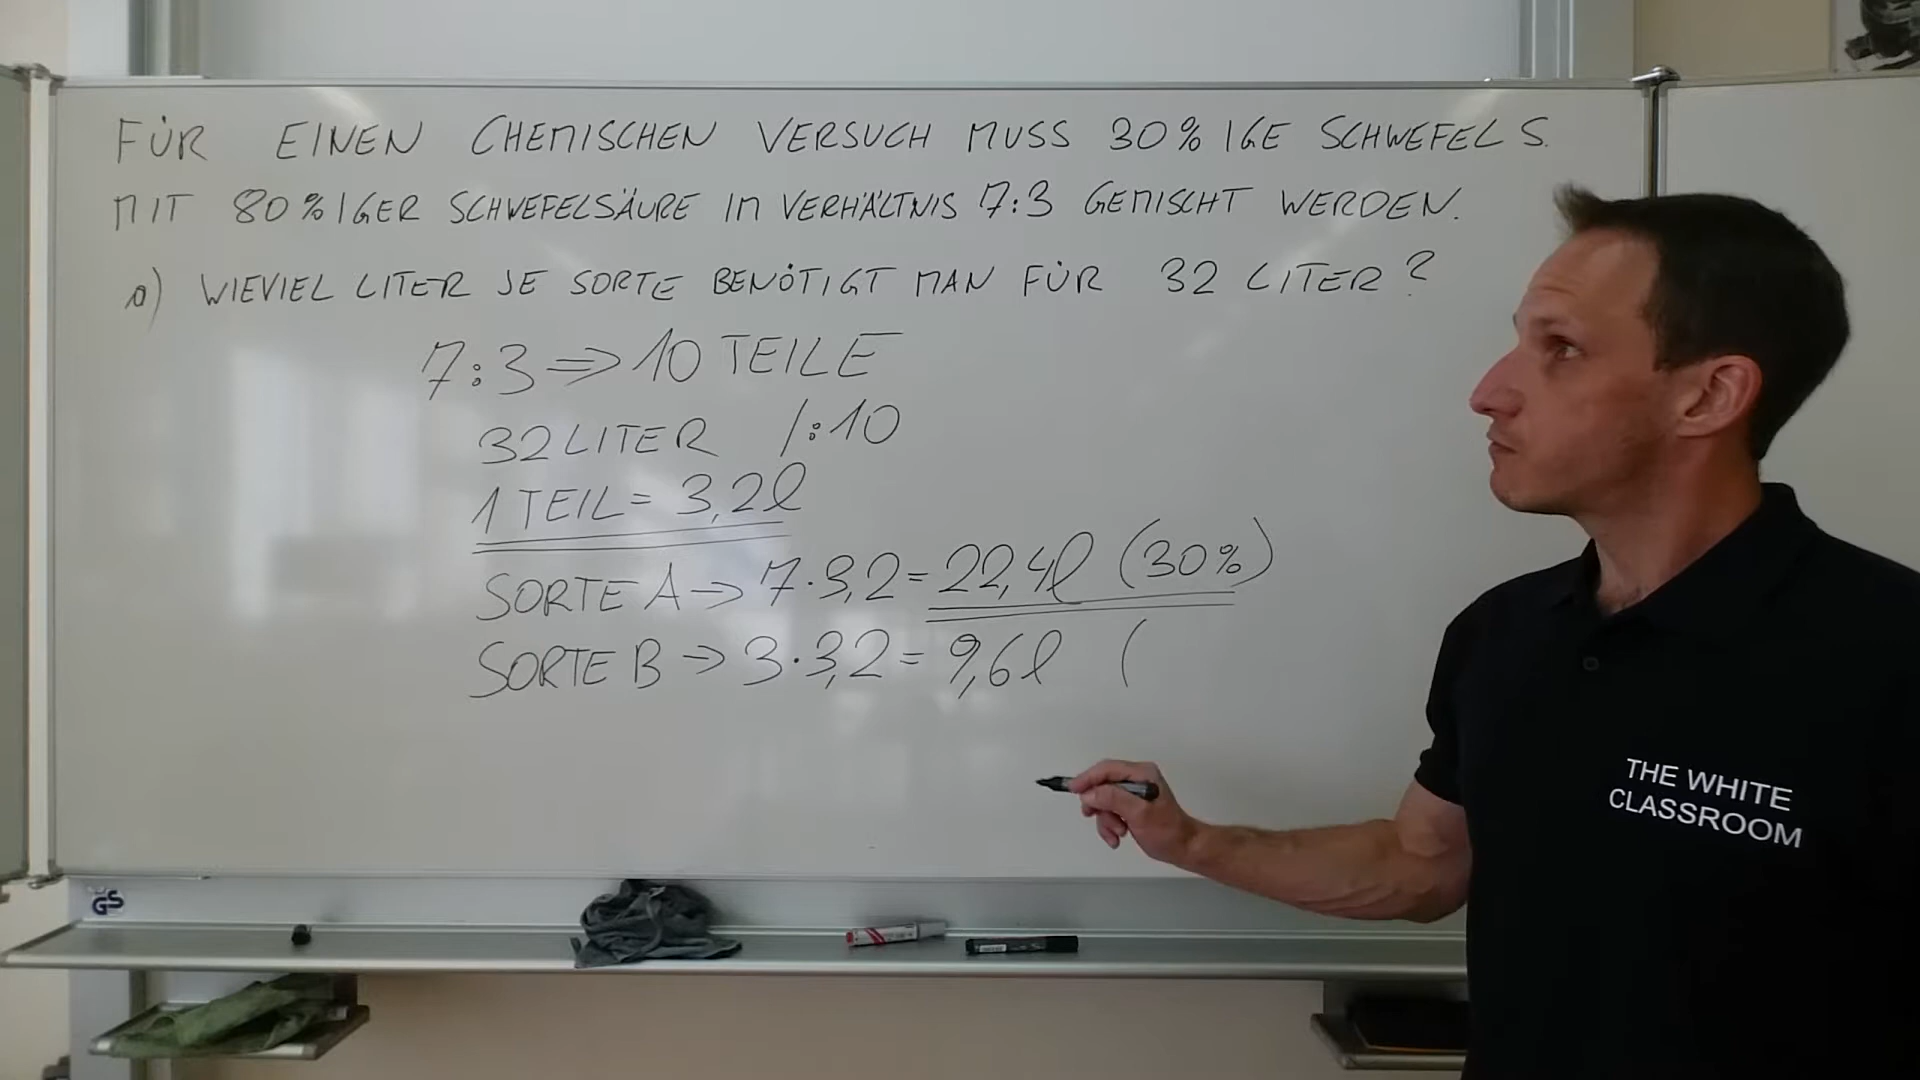 FÜR EINEN CHEMISCHEN VERSUCH MUSS 30%IGE SCHWEFELS.
MIT 80%IGER SCHWEFELSÄURE IM VERHÄLTNIS 7:3 GEMISCHT WERDEN.
a) WIEVIEL LITER JE SORTE BENÖTIGT MAN FÜR 32 LITER?
7:3 => 10 TEILE
32 LITER /:10
1 TEIL = 3,2l
SORTE A -> 7·3,2 = 22,4l (30%)
SORTE B -> 3·3,2 = 9,6l (
THE WHITE
CLASSROOM
GS